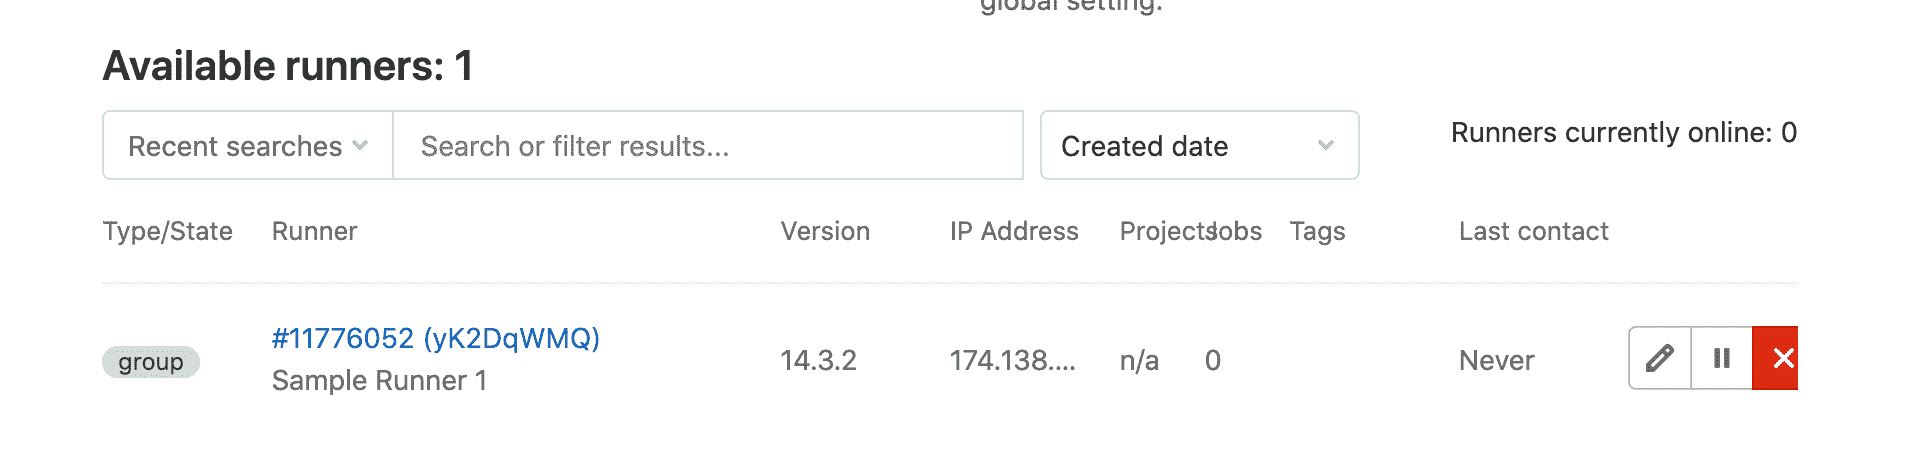 global setting.
Available runners: 1
Recent searches Search or filter results... Created date Runners currently online: 0
Type/State Runner Version IP Address Projects Jobs Tags Last contact
#11776052 (yK2DqWMQ)
group 14.3.2 174.138.... n/a 0 Never
Sample Runner 1